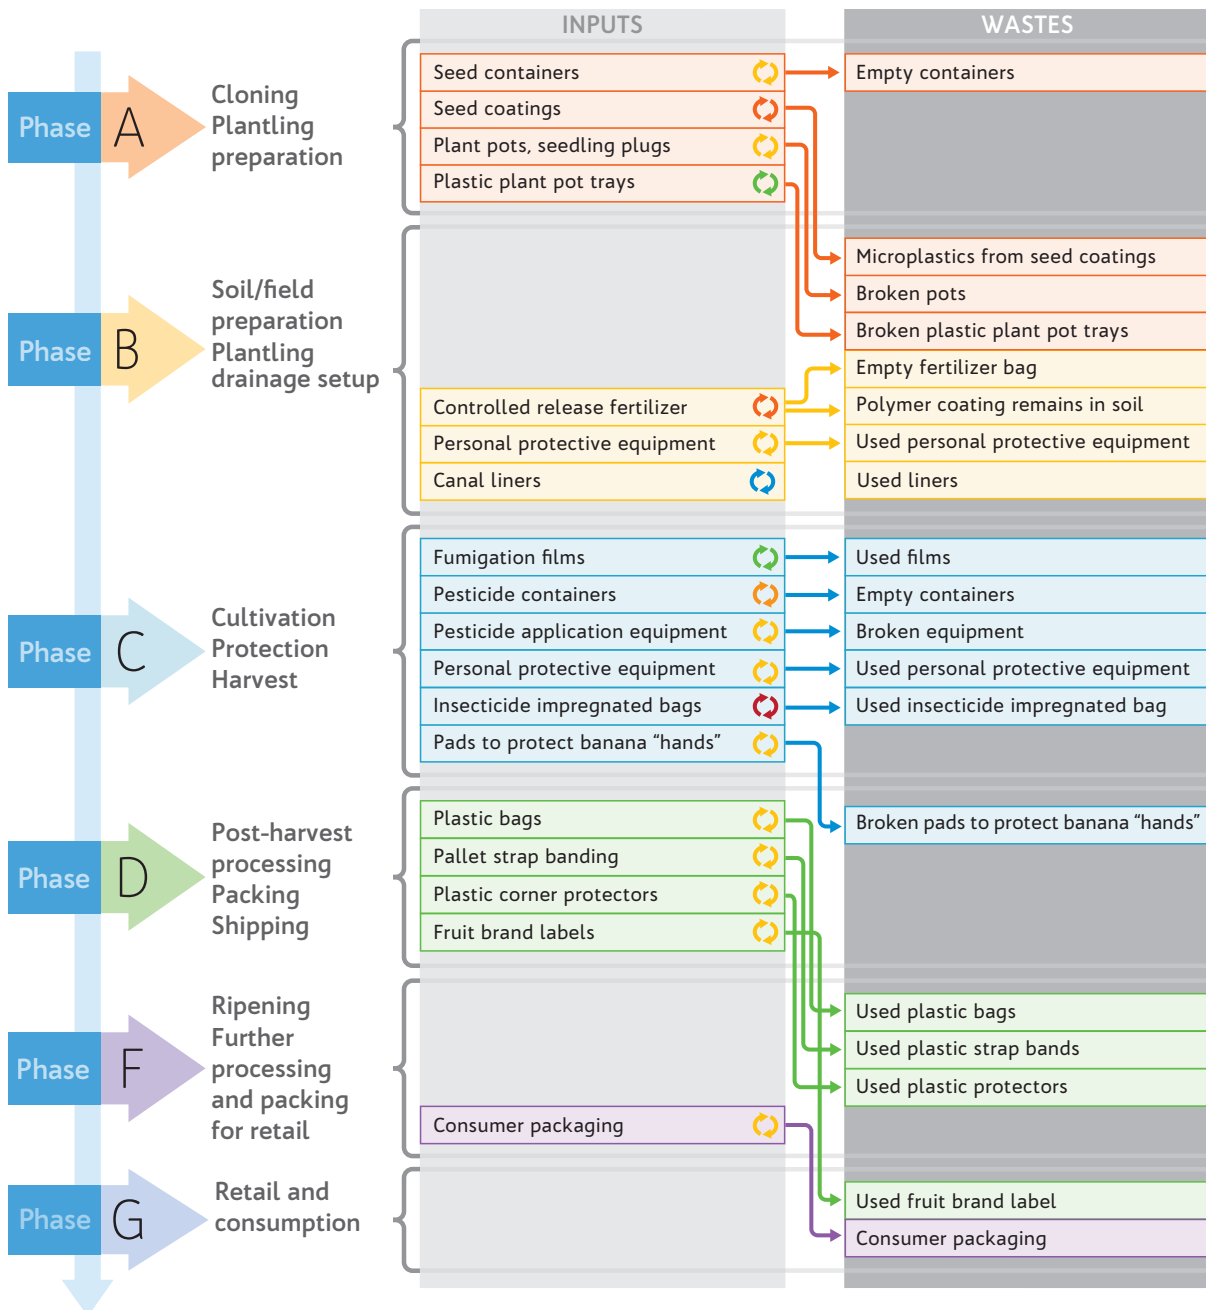 INPUTS
WASTES
Phase A
Cloning
Plantling
preparation
Seed containers
Empty containers
Seed coatings
Plant pots, seedling plugs
Plastic plant pot trays
Phase B
Soil/field
preparation
Plantling
drainage setup
Microplastics from seed coatings
Broken pots
Broken plastic plant pot trays
Empty fertilizer bag
Controlled release fertilizer
Polymer coating remains in soil
Personal protective equipment
Used personal protective equipment
Canal liners
Used liners
Phase C
Cultivation
Protection
Harvest
Fumigation films
Used films
Pesticide containers
Empty containers
Pesticide application equipment
Broken equipment
Personal protective equipment
Used personal protective equipment
Insecticide impregnated bags
Used insecticide impregnated bag
Pads to protect banana “hands”
Phase D
Post-harvest
processing
Packing
Shipping
Plastic bags
Broken pads to protect banana “hands”
Pallet strap banding
Plastic corner protectors
Fruit brand labels
Phase F
Ripening
Further
processing
and packing
for retail
Used plastic bags
Used plastic strap bands
Used plastic protectors
Consumer packaging
Phase G
Retail and
consumption
Used fruit brand label
Consumer packaging